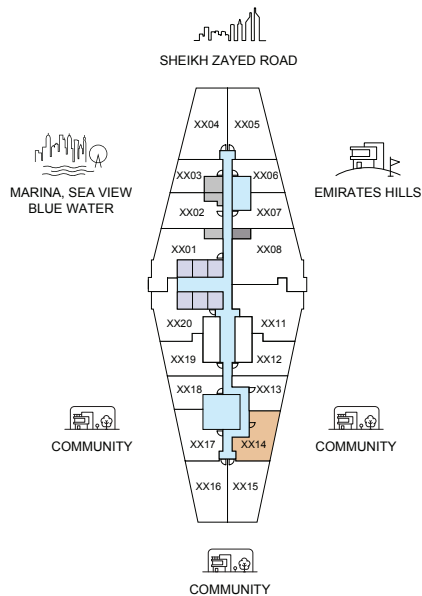 SHEIKH ZAYED ROAD
XX04 XX05
MARINA, SEA VIEW
BLUE WATER
EMIRATES HILLS
XX03 XX06
XX02 XX07
XX01 XX08
XX20 XX11
XX19 XX12
XX18 XX13
COMMUNITY
COMMUNITY
XX17 XX14
XX16 XX15
COMMUNITY